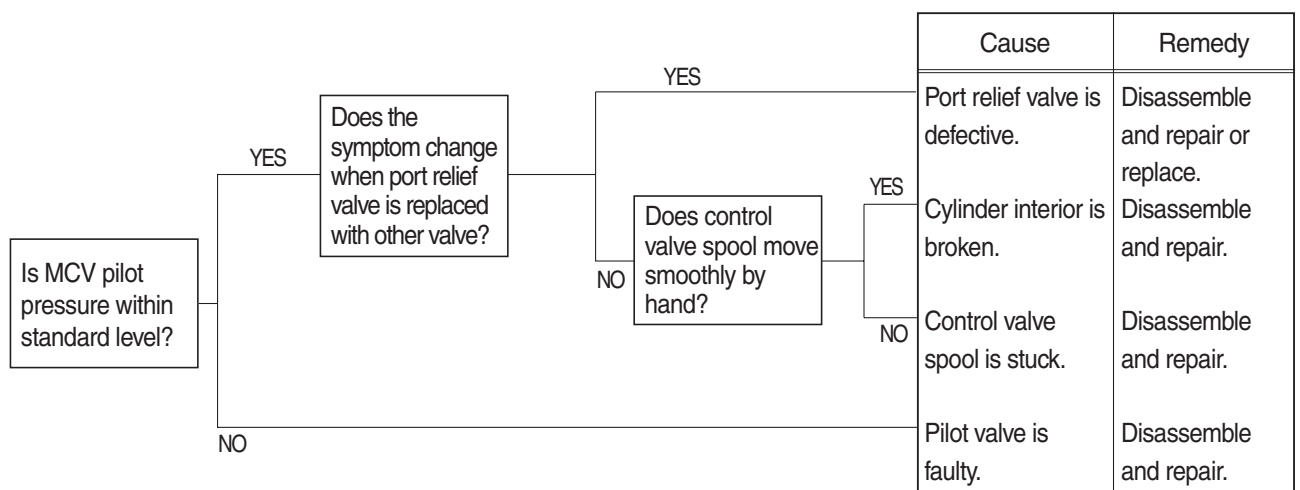 Cause
Remedy
YES
Port relief valve is
defective.
Disassemble
and repair or
replace.
Does the
symptom change
when port relief
valve is replaced
with other valve?
YES
YES
Does control
valve spool move
smoothly by
hand?
NO
Cylinder interior is
broken.
Disassemble
and repair.
Is MCV pilot
pressure within
standard level?
NO
Control valve
spool is stuck.
Disassemble
and repair.
NO
Pilot valve is
faulty.
Disassemble
and repair.